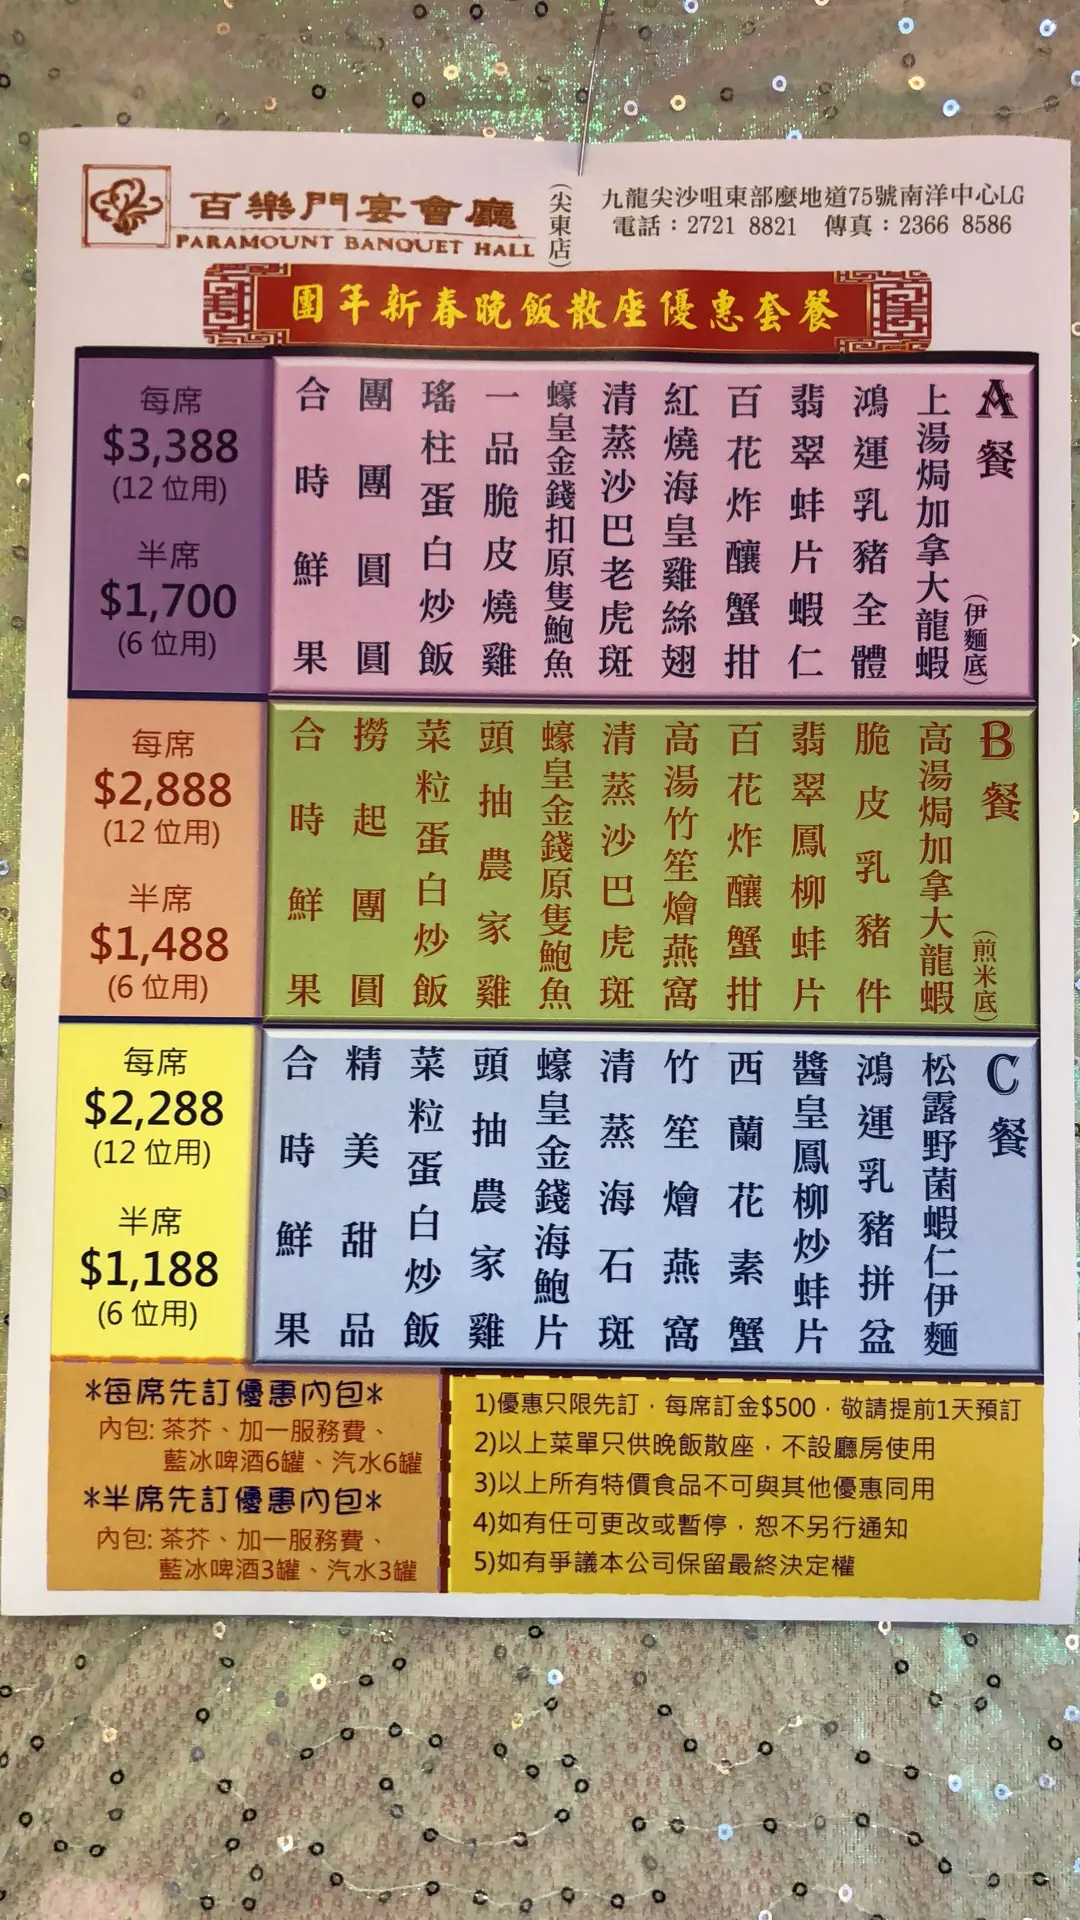 百樂門宴會廳
PARAMOUNT BANQUET HALL
(尖東店)
九龍尖沙咀東部麼地道75號南洋中心LG
電話：2721 8821 傳真：2366 8586
團年新春晚飯散座優惠套餐
A餐
上湯焗加拿大龍蝦(伊麵底)
鴻運乳豬全體
翡翠蚌片蝦仁
百花炸釀蟹拑
紅燒海皇雞絲翅
清蒸沙巴老虎斑
蠔皇金錢扣原隻鮑魚
一品脆皮燒雞
瑤柱蛋白炒飯
團團圓圓
合時鮮果
每席
$3,388
(12 位用)
半席
$1,700
(6 位用)
B餐
高湯焗加拿大龍蝦(煎米底)
脆皮乳豬件
翡翠鳳柳蚌片
百花炸釀蟹拑
高湯竹笙燴燕窩
清蒸沙巴虎斑
蠔皇金錢原隻鮑魚
頭抽農家雞
菜粒蛋白炒飯
撈起團圓
合時鮮果
每席
$2,888
(12 位用)
半席
$1,488
(6 位用)
C餐
松露野菌蝦仁伊麵
鴻運乳豬拼盆
醬皇鳳柳炒蚌片
西蘭花素蟹
竹笙燴燕窩
清蒸海石斑
蠔皇金錢海鮑片
頭抽農家雞
菜粒蛋白炒飯
精美甜品
合時鮮果
每席
$2,288
(12 位用)
半席
$1,188
(6 位用)
*每席先訂優惠內包*
內包: 茶芥、加一服務費、
藍冰啤酒6罐、汽水6罐
*半席先訂優惠內包*
內包: 茶芥、加一服務費、
藍冰啤酒3罐、汽水3罐
1)優惠只限先訂，每席訂金$500，敬請提前1天預訂
2)以上菜單只供晚飯散座，不設廳房使用
3)以上所有特價食品不可與其他優惠同用
4)如有任可更改或暫停，恕不另行通知
5)如有爭議本公司保留最終決定權